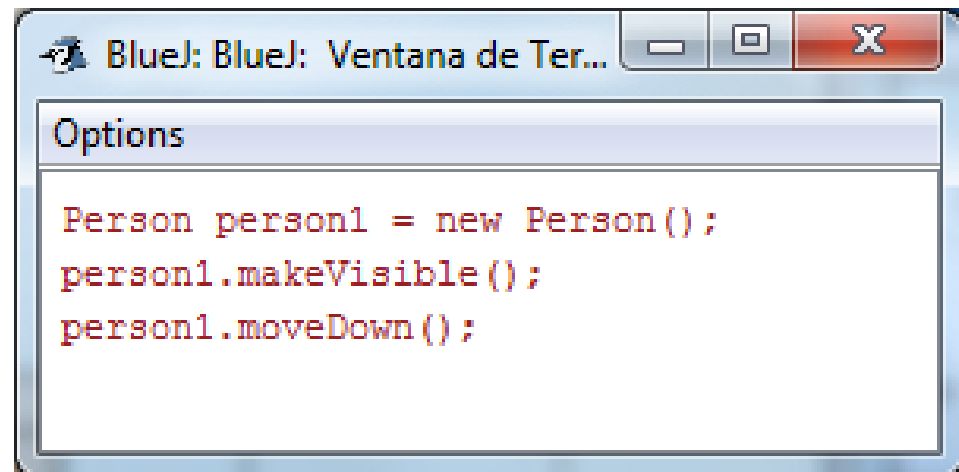 BlueJ: BlueJ: Ventana de Ter...
Options
Person person1 = new Person();
person1.makeVisible();
person1.moveDown();